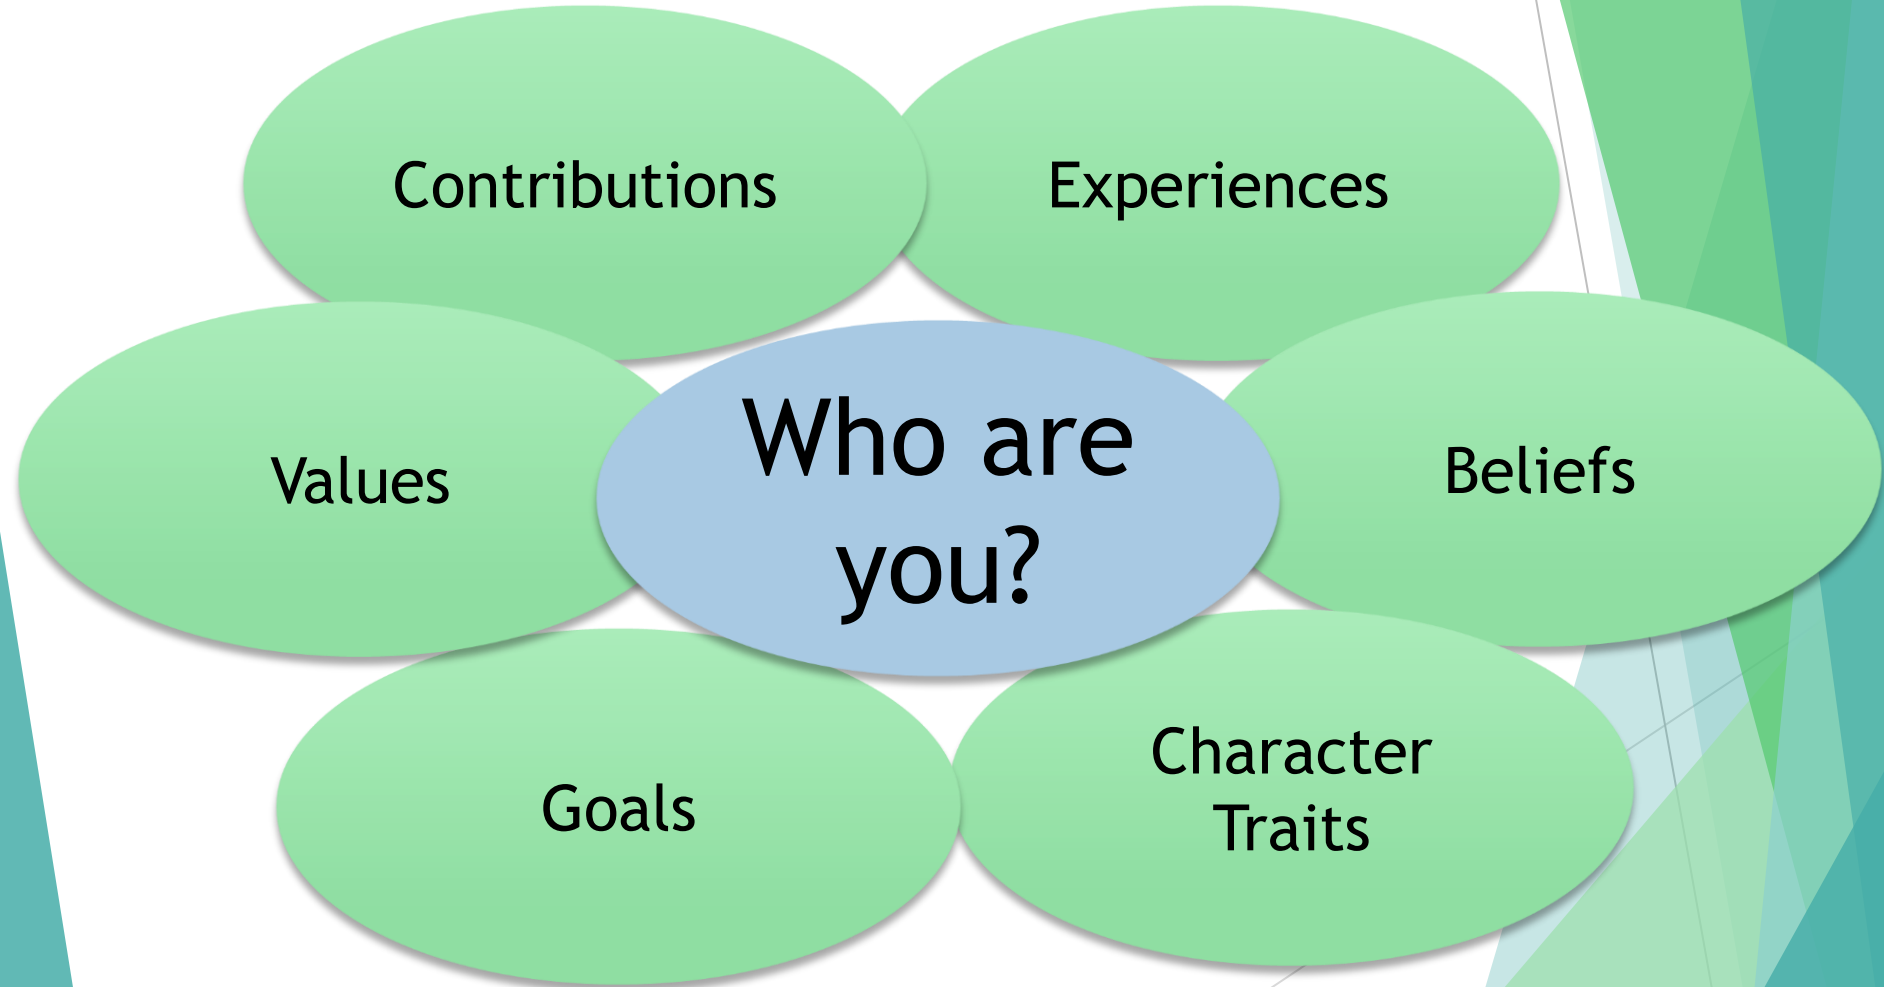 Contributions
Experiences
Values
Who are
you?
Beliefs
Goals
Character
Traits